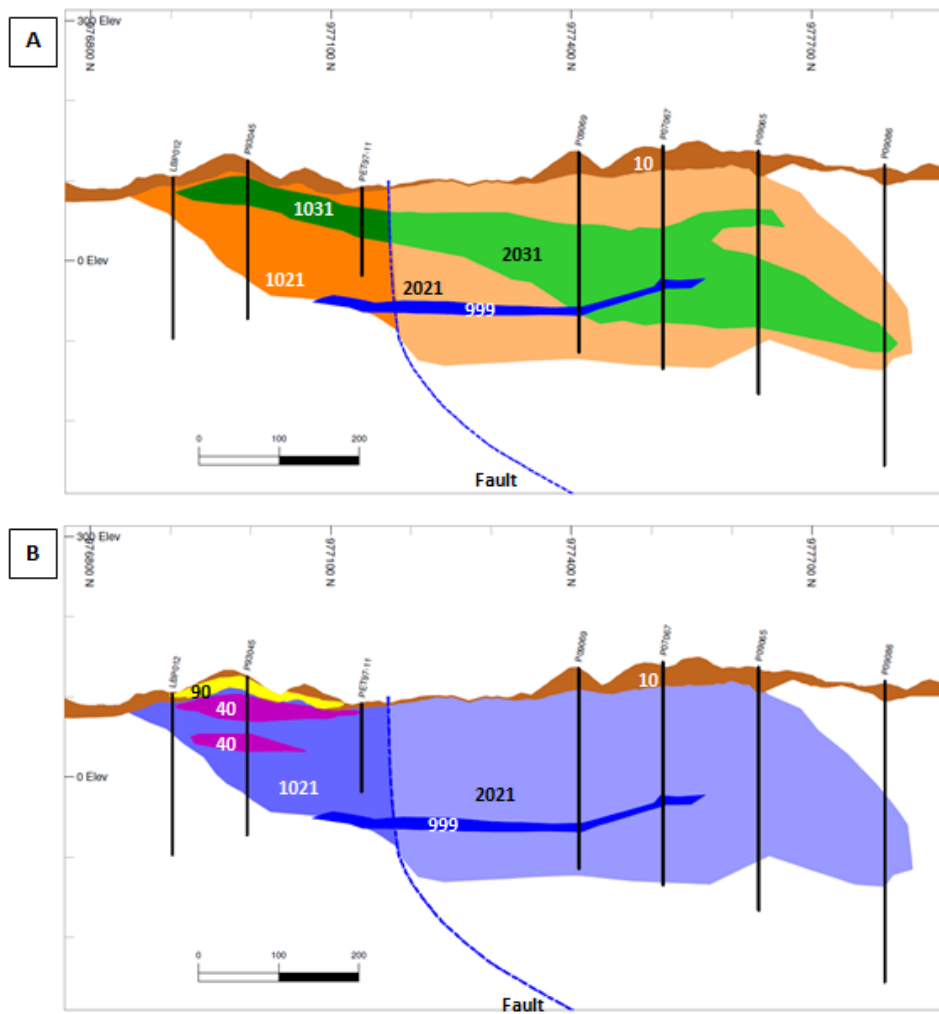 A
300 Elev
976800 N
977100 N
977400 N
977700 N
LBP012
P93045
PET97-11
P09069
P07067
P09065
P09086
10
1031
2031
0 Elev
1021
2021
999
0
100
200
Fault
B
300 Elev
976800 N
977100 N
977400 N
977700 N
LBP012
P93045
PET97-11
P09069
P07067
P09065
P09086
90
10
40
40
0 Elev
1021
2021
999
0
100
200
Fault